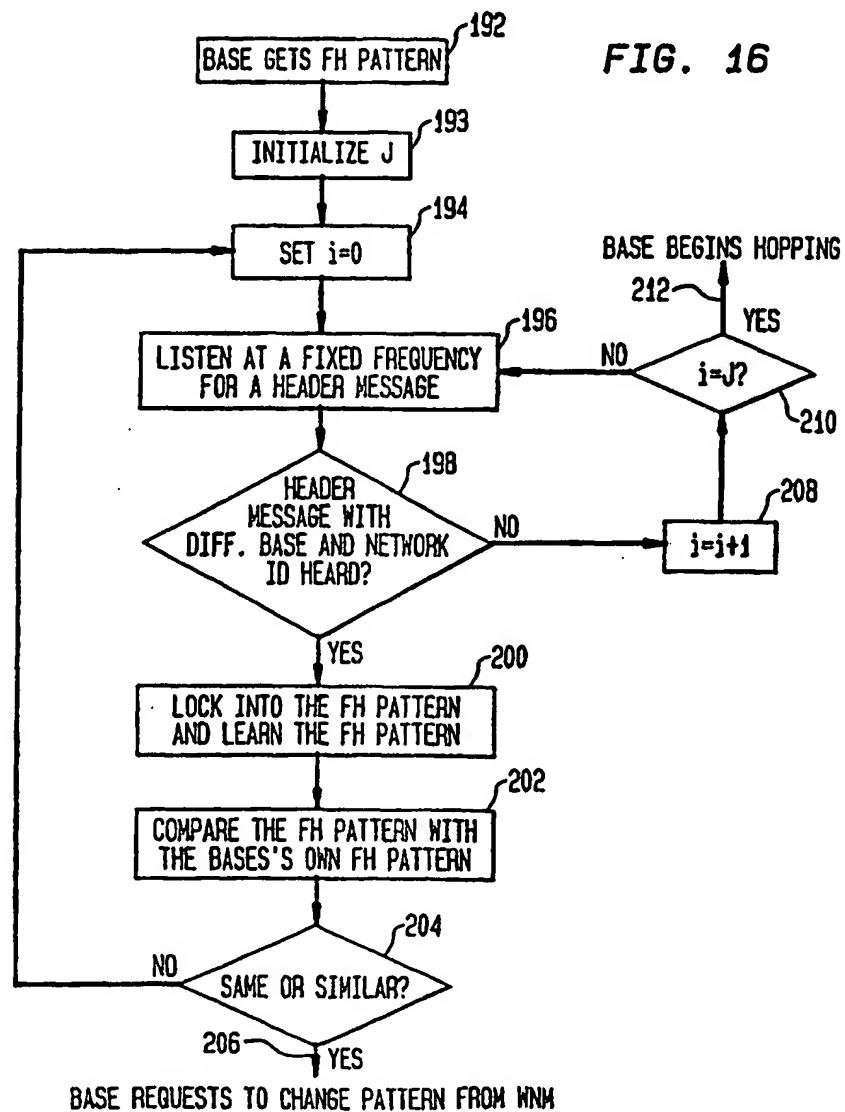 192
BASE GETS FH PATTERN
FIG. 16
193
INITIALIZE J
194
SET i=0
BASE BEGINS HOPPING
212
YES
196
LISTEN AT A FIXED FREQUENCY
FOR A HEADER MESSAGE
NO
i=J?
210
198
HEADER
MESSAGE WITH
DIFF. BASE AND NETWORK
ID HEARD?
NO
208
i=i+1
YES
200
LOCK INTO THE FH PATTERN
AND LEARN THE FH PATTERN
202
COMPARE THE FH PATTERN WITH
THE BASES'S OWN FH PATTERN
204
NO
SAME OR SIMILAR?
206
YES
BASE REQUESTS TO CHANGE PATTERN FROM WNM